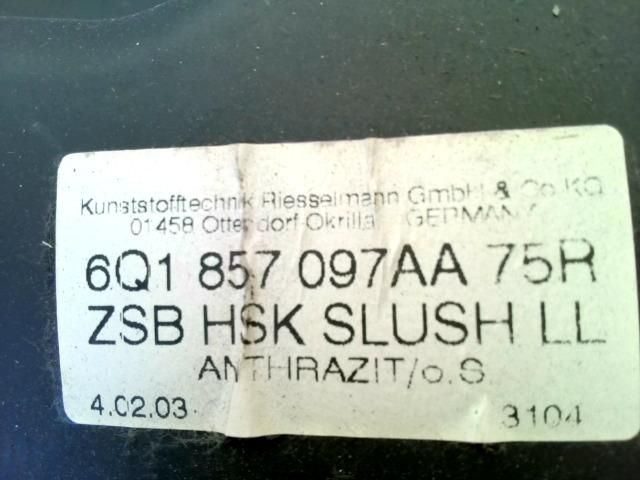 Kunststofftechnik Riesselmann GmbH & Co.KG
01458 Ottendorf-Okrilla GERMANY
6Q1 857 097AA 75R
ZSB HSK SLUSH LL
ANTHRAZIT/o.S
4.02.03 3104